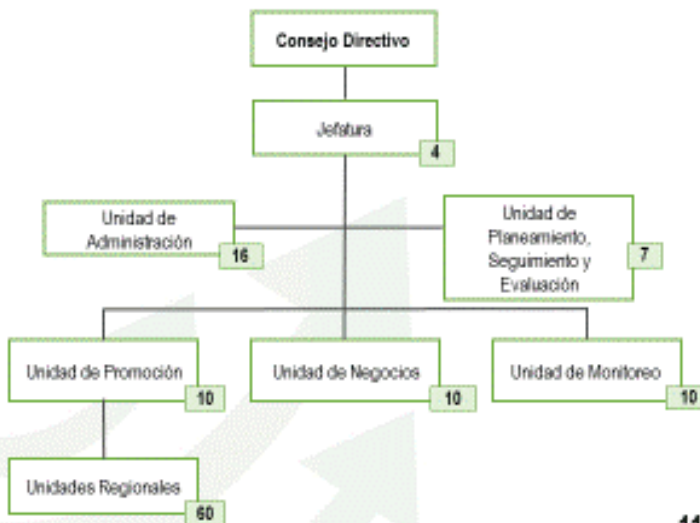 Consejo Directivo
Jefatura
4
Unidad de
Administración
16
Unidad de
Planeamiento,
Seguimiento y
Evaluación
7
Unidad de Promoción
10
Unidad de Negocios
10
Unidad de Monitoreo
10
Unidades Regionales
60